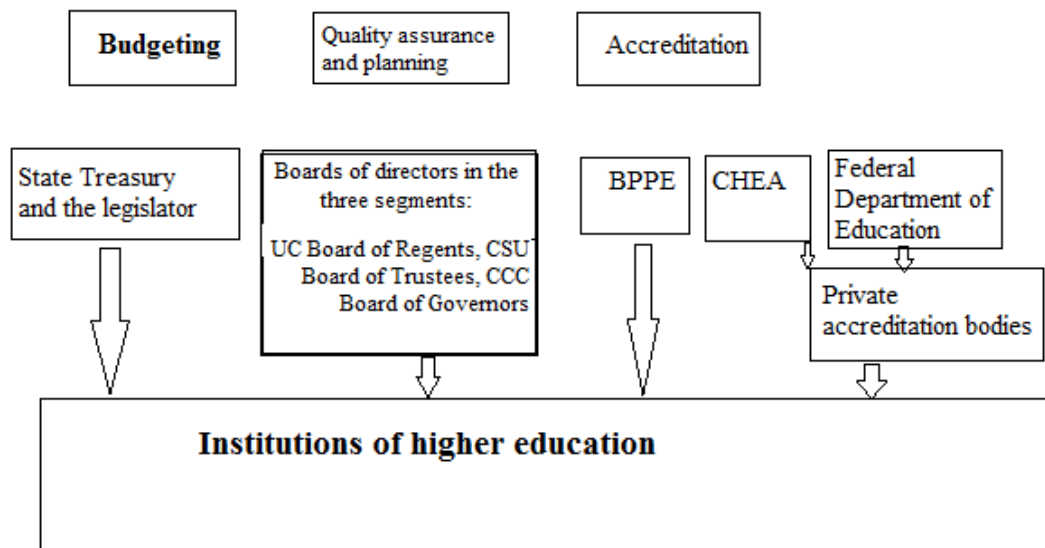 Budgeting
Quality assurance
and planning
Accreditation
State Treasury
and the legislator
Boards of directors in the
three segments:
UC Board of Regents, CSU
Board of Trustees, CCC
Board of Governors
BPPE
CHEA
Federal
Department of
Education
Private
accreditation bodies
Institutions of higher education